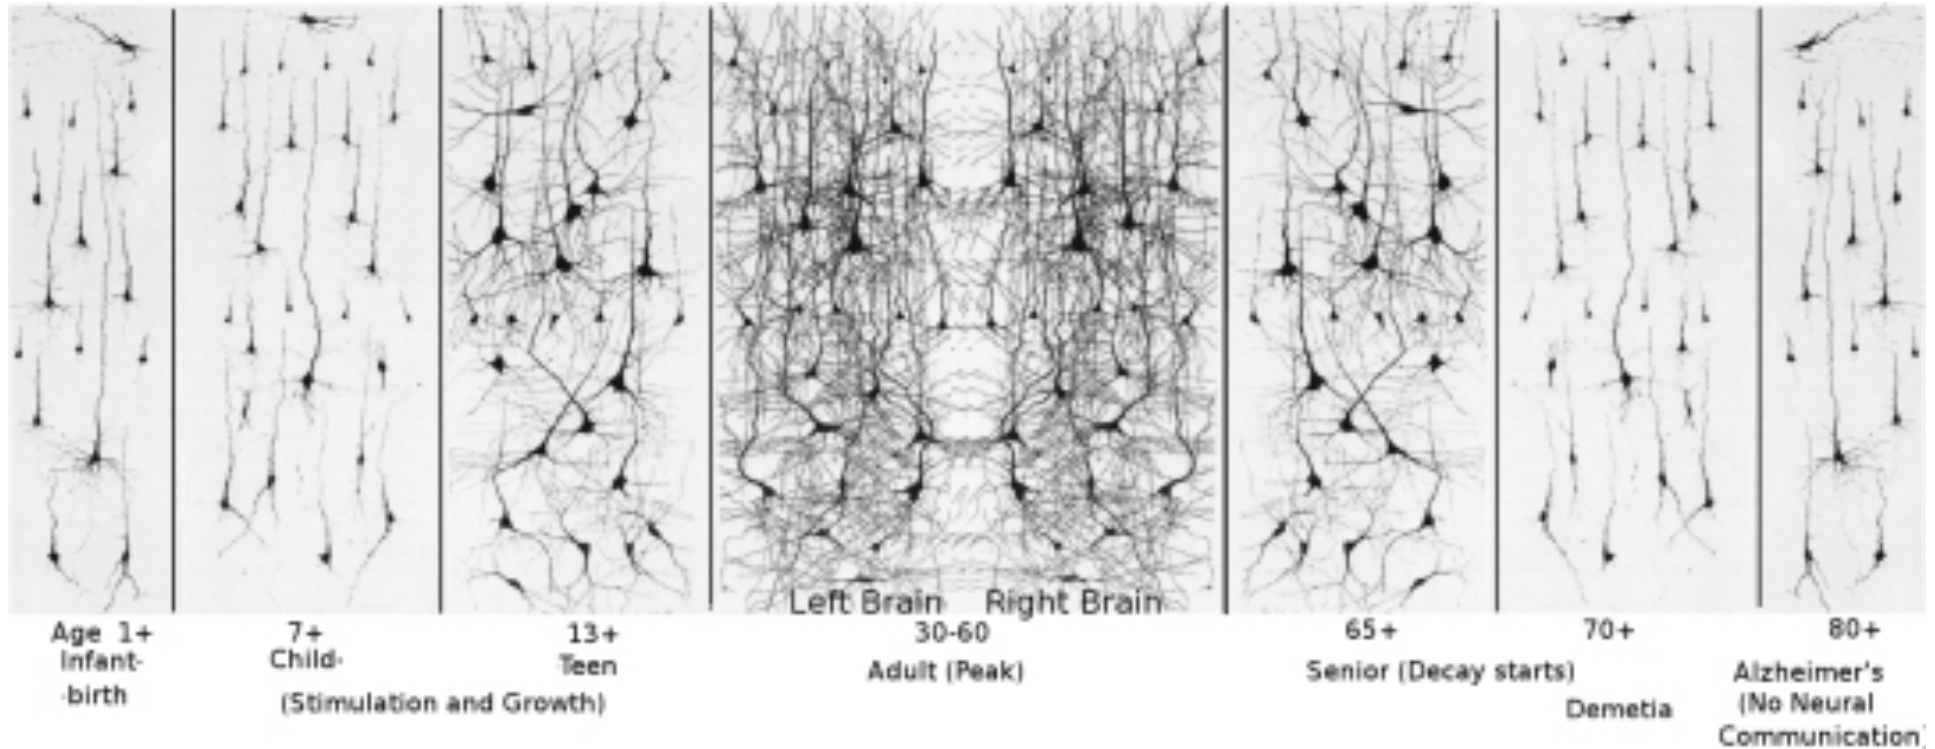 Left Brain Right Brain
Age 1+ 7+ 13+ 30-60 65+ 70+ 80+
Infant-
-birth
Child-
Teen
(Stimulation and Growth)
Adult (Peak)
Senior (Decay starts)
Demetia
Alzheimer's
(No Neural
Communication)